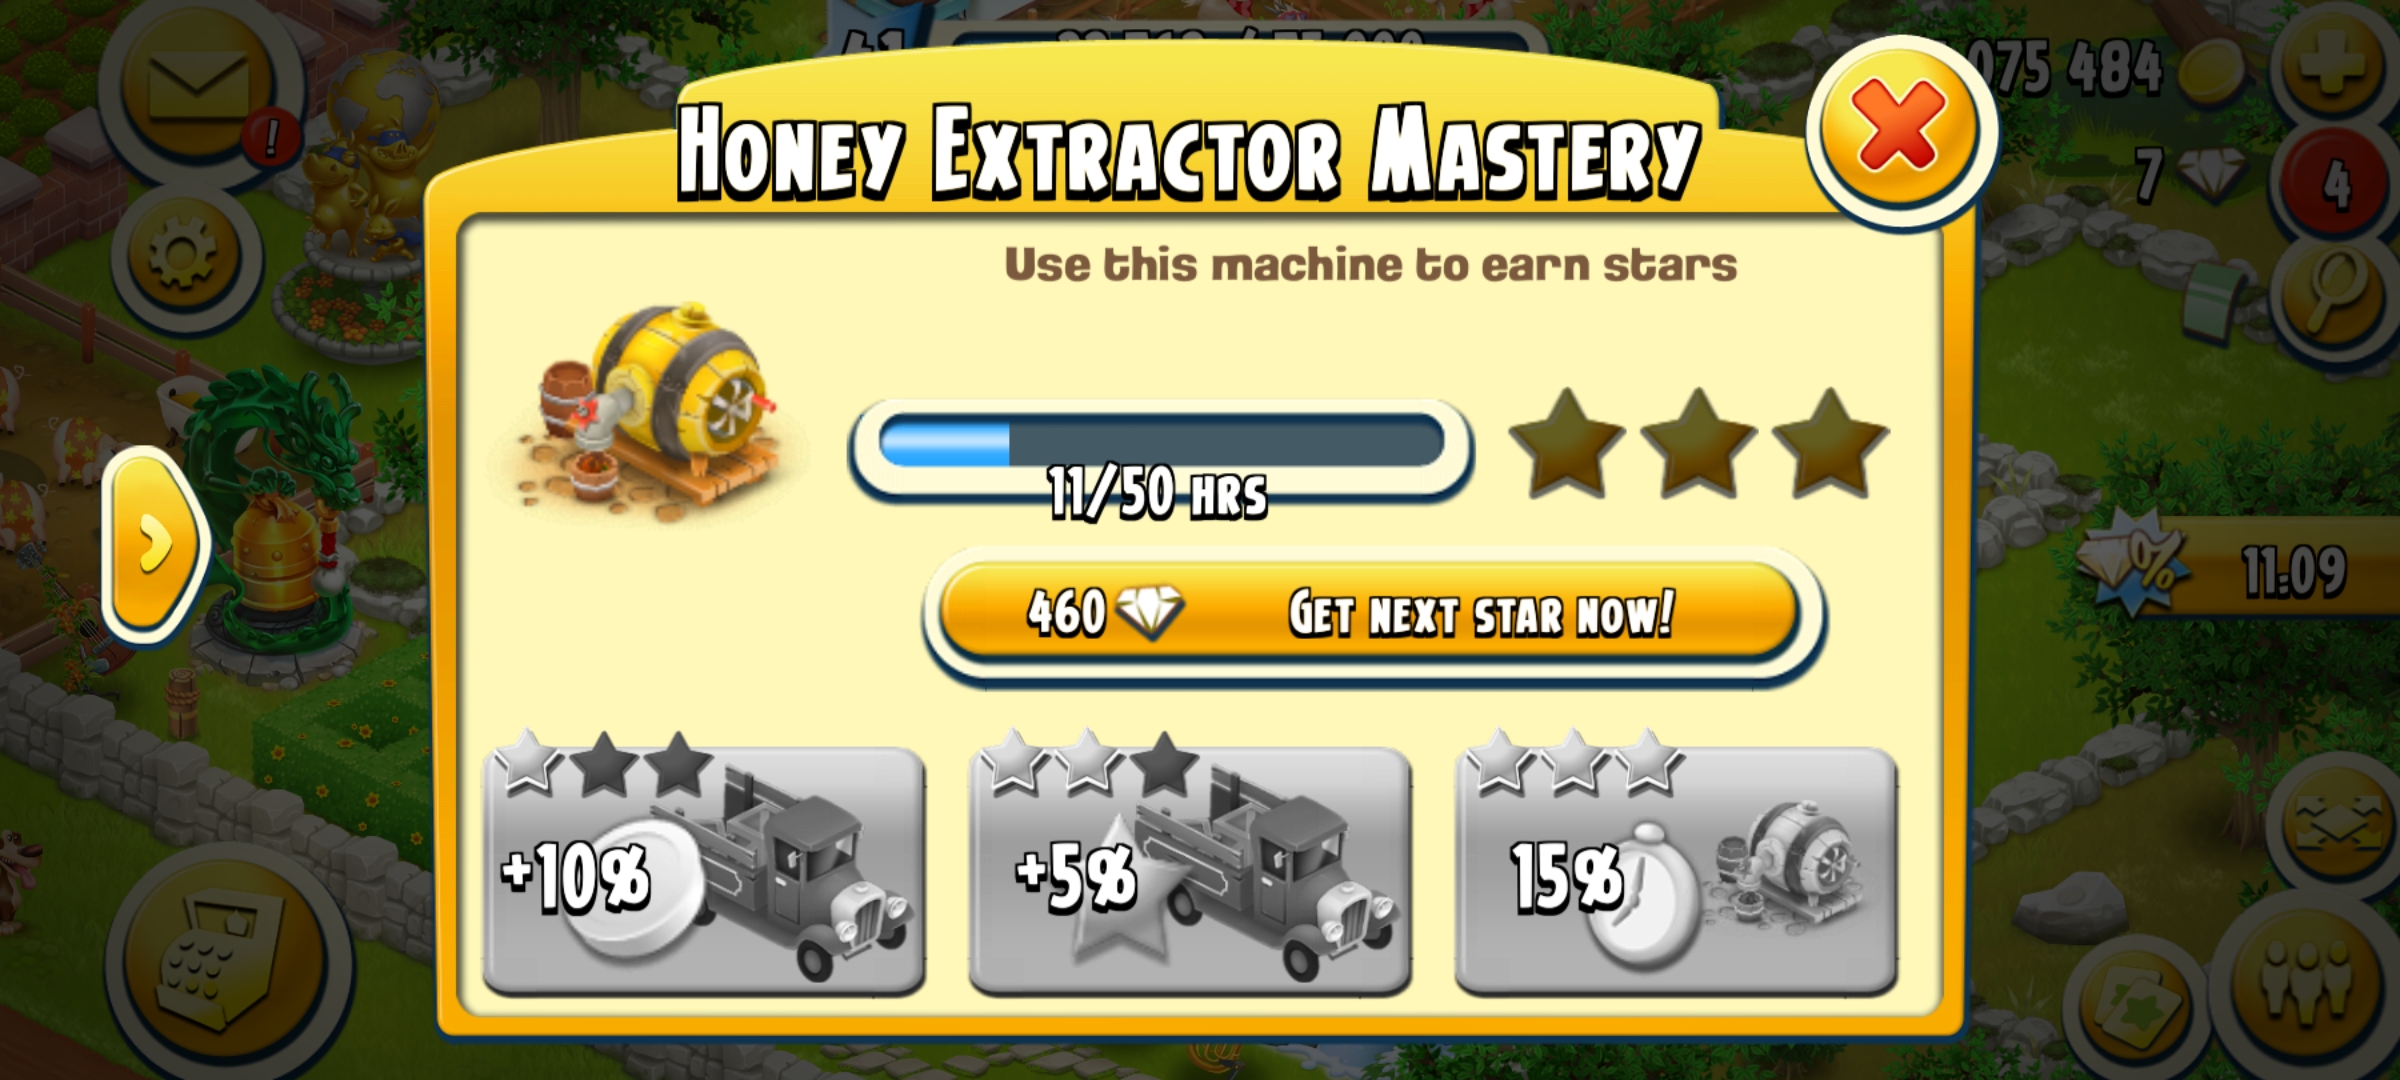 HONEY EXTRACTOR MASTERY
075 484
!
7
4
Use this machine to earn stars
11/50 HRS
11:09
460 GET NEXT STAR NOW!
+10%
+5%
15%
%